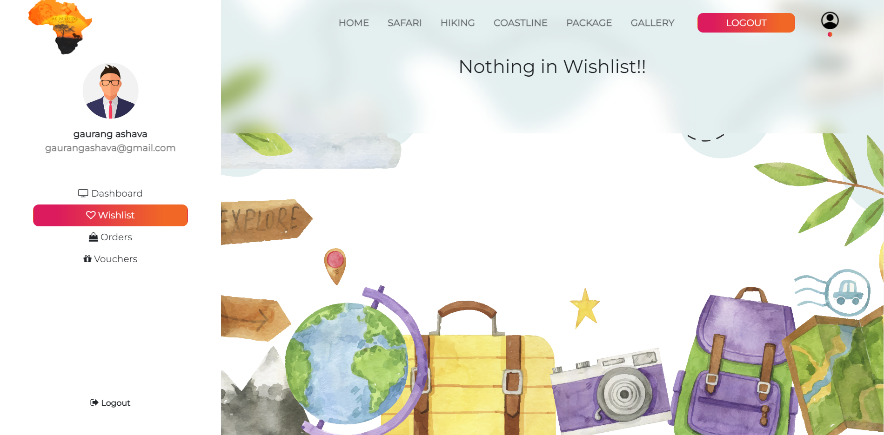 HOME SAFARI HIKING COASTLINE PACKAGE GALLERY LOGOUT
Nothing in Wishlist!!
gaurang ashava
gaurangashava@gmail.com
Dashboard
Wishlist
Orders
Vouchers
Logout
EXPLORE